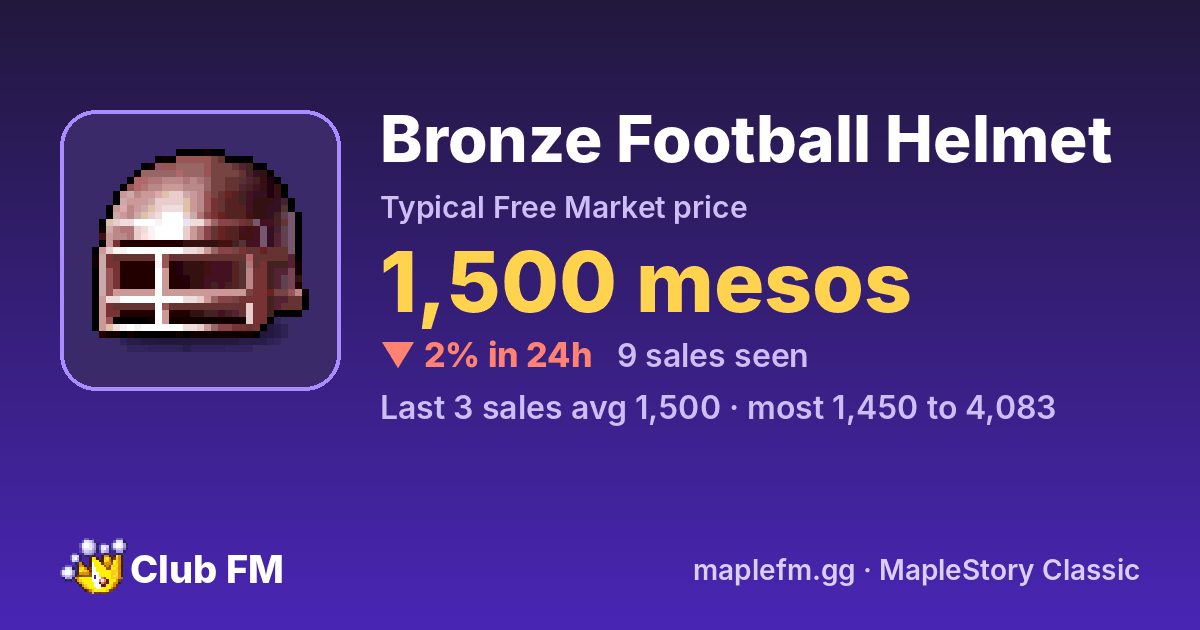 Bronze Football Helmet
Typical Free Market price
1,500 mesos
▼ 2% in 24h 9 sales seen
Last 3 sales avg 1,500 · most 1,450 to 4,083
Club FM
maplefm.gg · MapleStory Classic